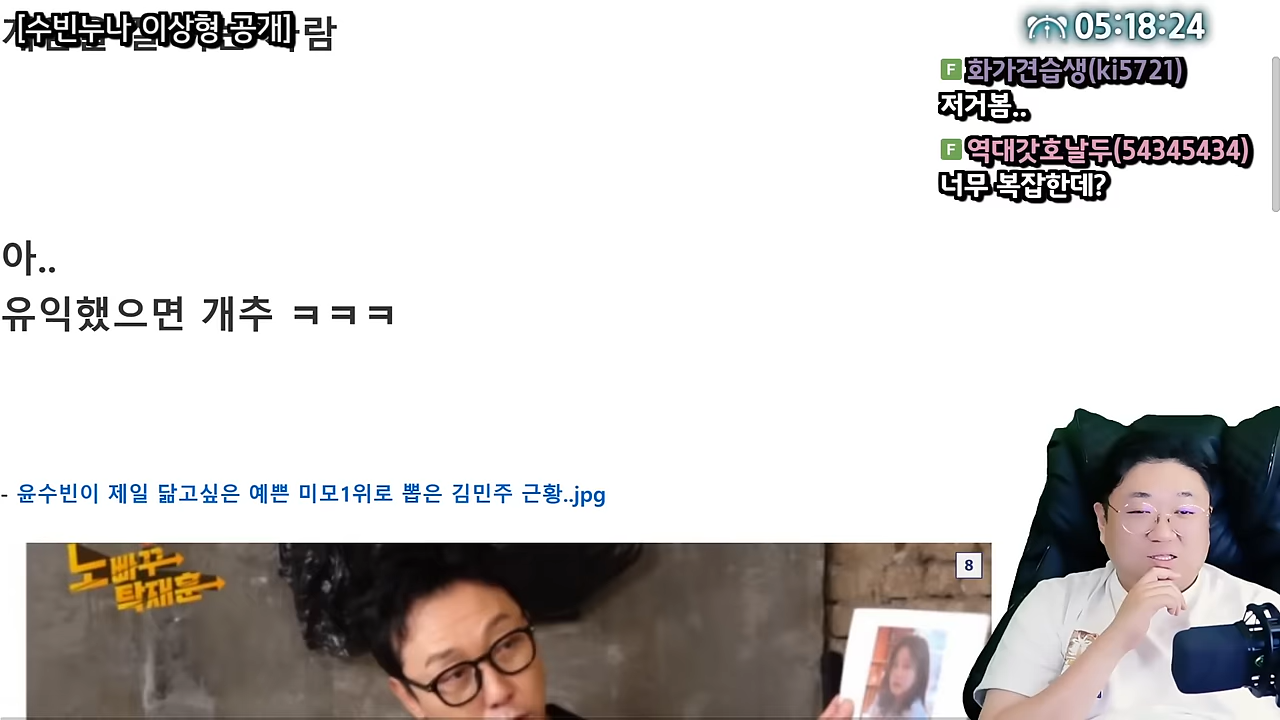 [수빈누나 이상형 공개]
람
05:18:24
F 화가견습생(ki5721)
저거봄..
F 역대갓호날두(54345434)
너무 복잡한데?
아..
유익했으면 개추 ㅋㅋㅋ
- 윤수빈이 제일 닮고싶은 예쁜 미모1위로 뽑은 김민주 근황..jpg
노빠꾸
탁재훈
8